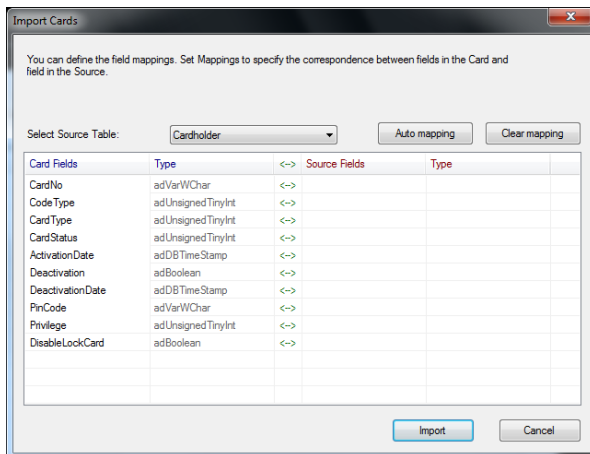 Import Cards
You can define the field mappings. Set Mappings to specify the correspondence between fields in the Card and
field in the Source.
Select Source Table: Cardholder Auto mapping Clear mapping
Card Fields Type <--> Source Fields Type
CardNo adVarWChar <-->
CodeType adUnsignedTinyInt <-->
CardType adUnsignedTinyInt <-->
CardStatus adUnsignedTinyInt <-->
ActivationDate adDBTimeStamp <-->
Deactivation adBoolean <-->
DeactivationDate adDBTimeStamp <-->
PinCode adVarWChar <-->
Privilege adUnsignedTinyInt <-->
DisableLockCard adBoolean <-->
Import Cancel